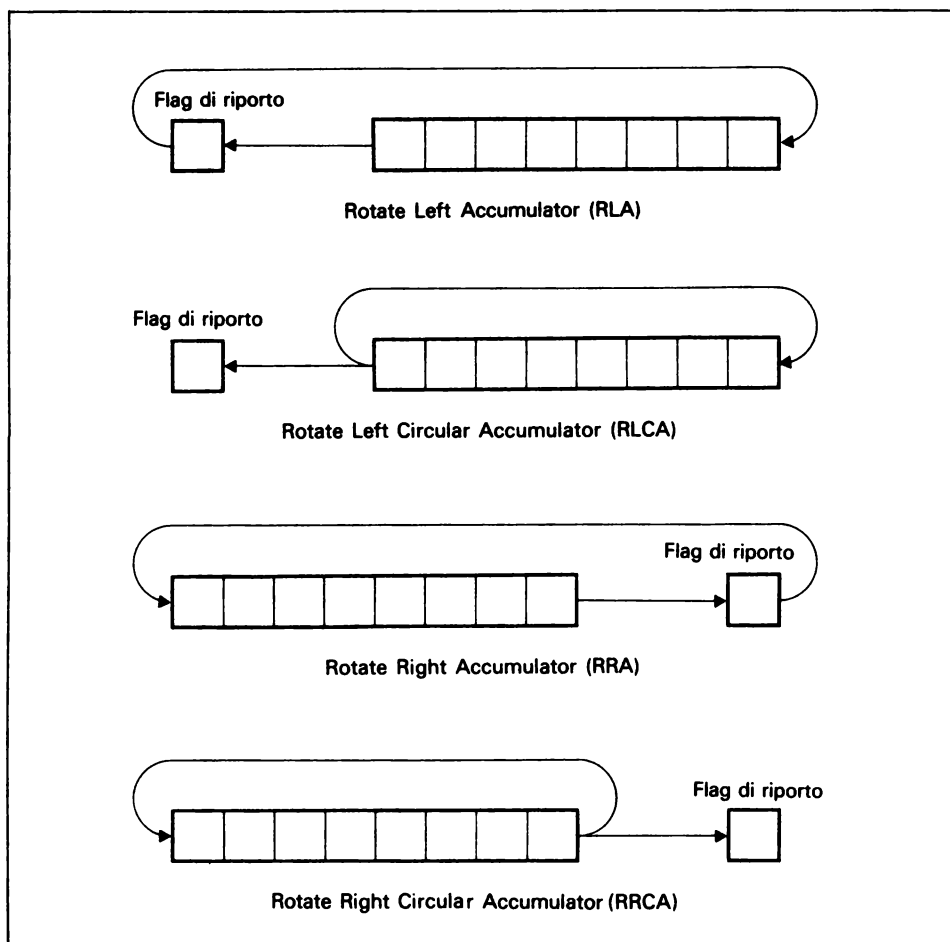 Flag di riporto
Rotate Left Accumulator (RLA)
Flag di riporto
Rotate Left Circular Accumulator (RLCA)
Flag di riporto
Rotate Right Accumulator (RRA)
Flag di riporto
Rotate Right Circular Accumulator (RRCA)